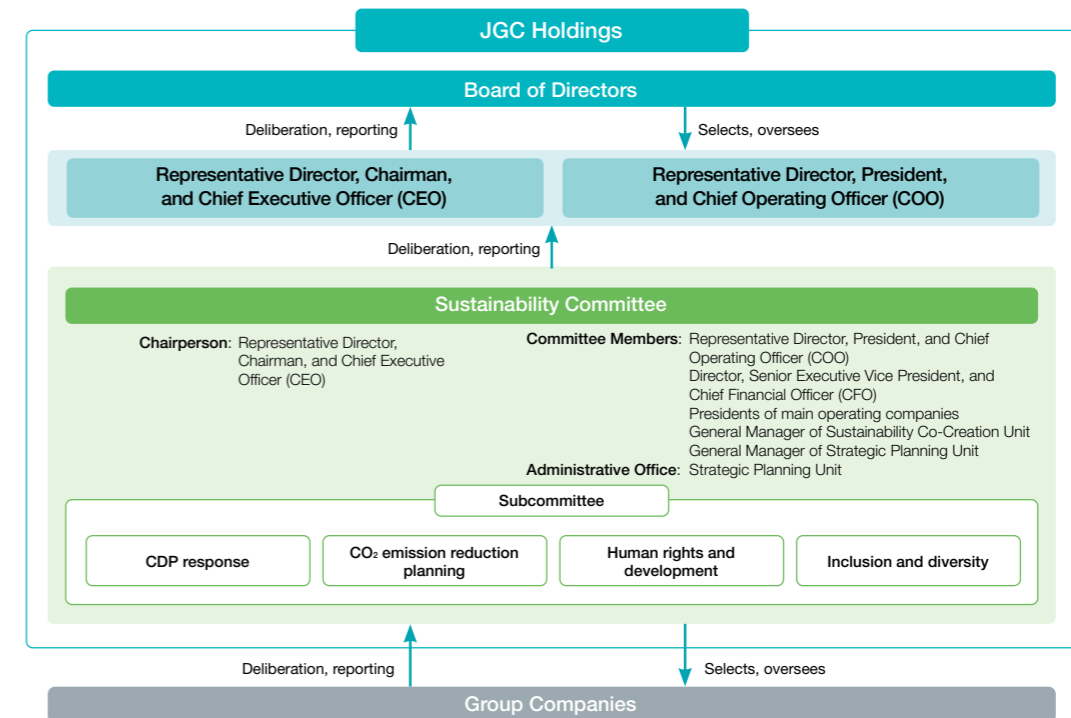 JGC Holdings
Board of Directors
Deliberation, reporting
Selects, oversees
Representative Director, Chairman,
and Chief Executive Officer (CEO)
Representative Director, President,
and Chief Operating Officer (COO)
Deliberation, reporting
Sustainability Committee
Chairperson: Representative Director,
Chairman, and Chief Executive
Officer (CEO)
Committee Members: Representative Director, President, and Chief
Operating Officer (COO)
Director, Senior Executive Vice President, and
Chief Financial Officer (CFO)
Presidents of main operating companies
General Manager of Sustainability Co-Creation Unit
General Manager of Strategic Planning Unit
Administrative Office: Strategic Planning Unit
Subcommittee
CDP response
CO₂ emission reduction
planning
Human rights and
development
Inclusion and diversity
Deliberation, reporting
Selects, oversees
Group Companies